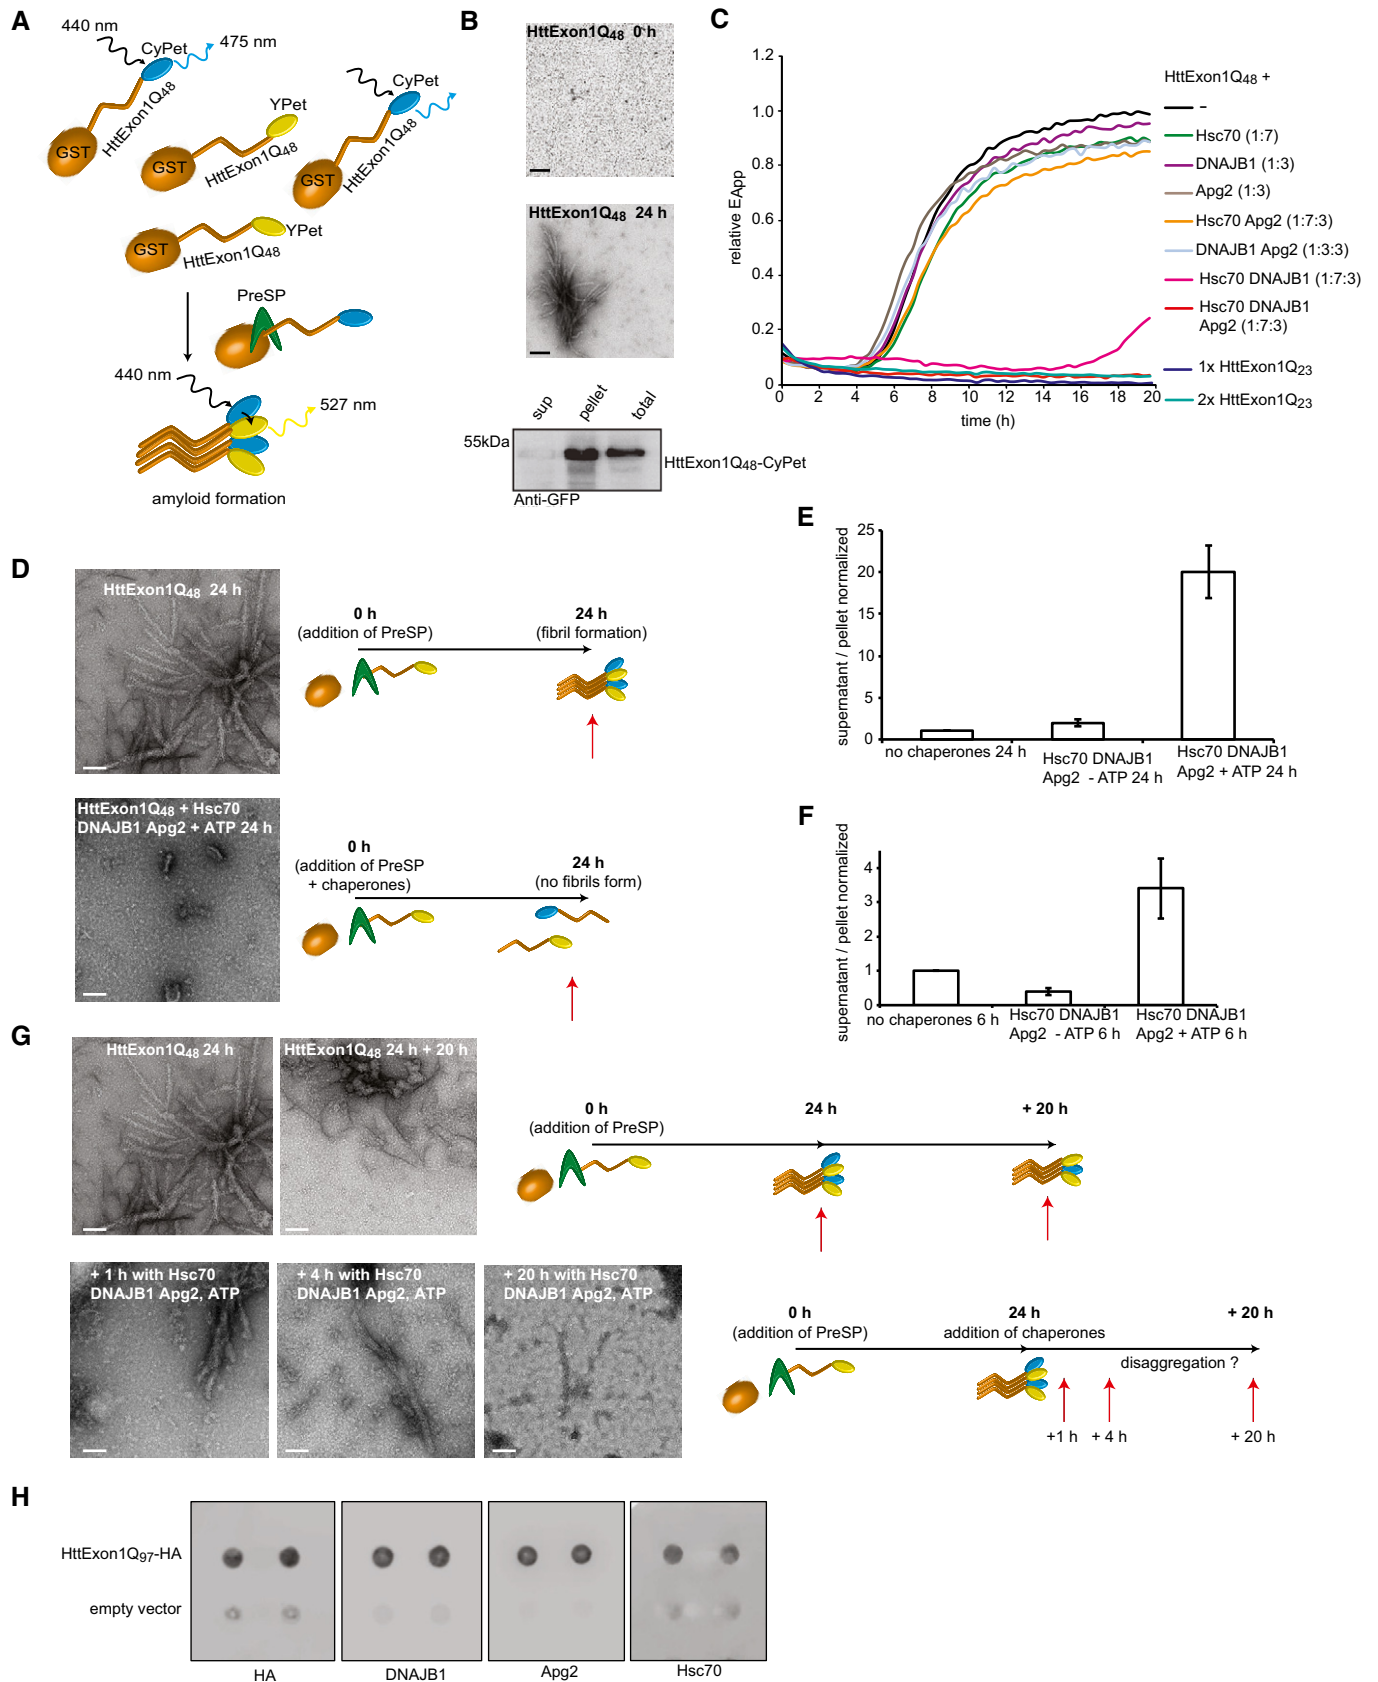 A
440 nm
CyPet
475 nm
HttExon1Q48
GST
YPet
HttExon1Q48
GST
CyPet
HttExon1Q48
GST
YPet
HttExon1Q48
GST
PreSP
440 nm
527 nm
amyloid formation
B
HttExon1Q48 0 h
HttExon1Q48 24 h
sup
pellet
total
55kDa
HttExon1Q48-CyPet
Anti-GFP
C
relative EApp
1.2
1.0
0.8
0.6
0.4
0.2
0
0 2 4 6 8 10 12 14 16 18 20
time (h)
HttExon1Q48 +
–
Hsc70 (1:7)
DNAJB1 (1:3)
Apg2 (1:3)
Hsc70 Apg2 (1:7:3)
DNAJB1 Apg2 (1:3:3)
Hsc70 DNAJB1 (1:7:3)
Hsc70 DNAJB1
Apg2 (1:7:3)
1x HttExon1Q23
2x HttExon1Q23
D
HttExon1Q48 24 h
0 h
(addition of PreSP)
24 h
(fibril formation)
HttExon1Q48 + Hsc70
DNAJB1 Apg2 + ATP 24 h
0 h
(addition of PreSP
+ chaperones)
24 h
(no fibrils form)
E
supernatant / pellet normalized
25
20
15
10
5
0
no chaperones 24 h
Hsc70 DNAJB1
Apg2 - ATP 24 h
Hsc70 DNAJB1
Apg2 + ATP 24 h
F
supernatant / pellet normalized
4
3
2
1
0
no chaperones 6 h
Hsc70 DNAJB1
Apg2 - ATP 6 h
Hsc70 DNAJB1
Apg2 + ATP 6 h
G
HttExon1Q48 24 h
HttExon1Q48 24 h + 20 h
0 h
(addition of PreSP)
24 h
+ 20 h
+ 1 h with Hsc70
DNAJB1 Apg2, ATP
+ 4 h with Hsc70
DNAJB1 Apg2, ATP
+ 20 h with Hsc70
DNAJB1 Apg2, ATP
0 h
(addition of PreSP)
24 h
addition of chaperones
+ 20 h
disaggregation ?
+1 h
+ 4 h
+ 20 h
H
HttExon1Q97-HA
empty vector
HA
DNAJB1
Apg2
Hsc70